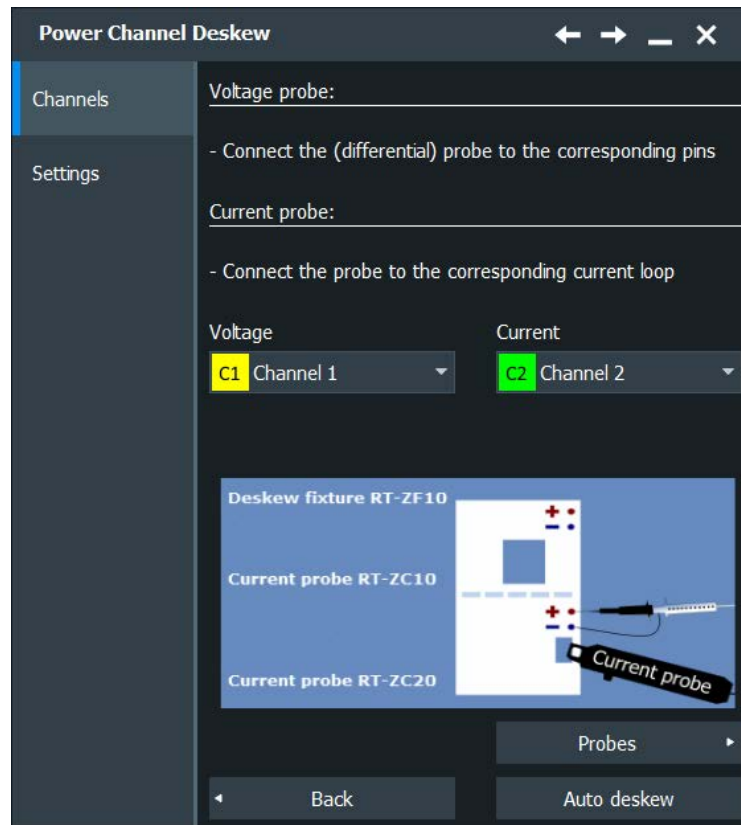 Power Channel Deskew
Channels
Settings
Voltage probe:
- Connect the (differential) probe to the corresponding pins
Current probe:
- Connect the probe to the corresponding current loop
Voltage
Current
C1 Channel 1
C2 Channel 2
Deskew fixture RT-ZF10
Current probe RT-ZC10
Current probe RT-ZC20
Current probe
Probes
Back
Auto deskew